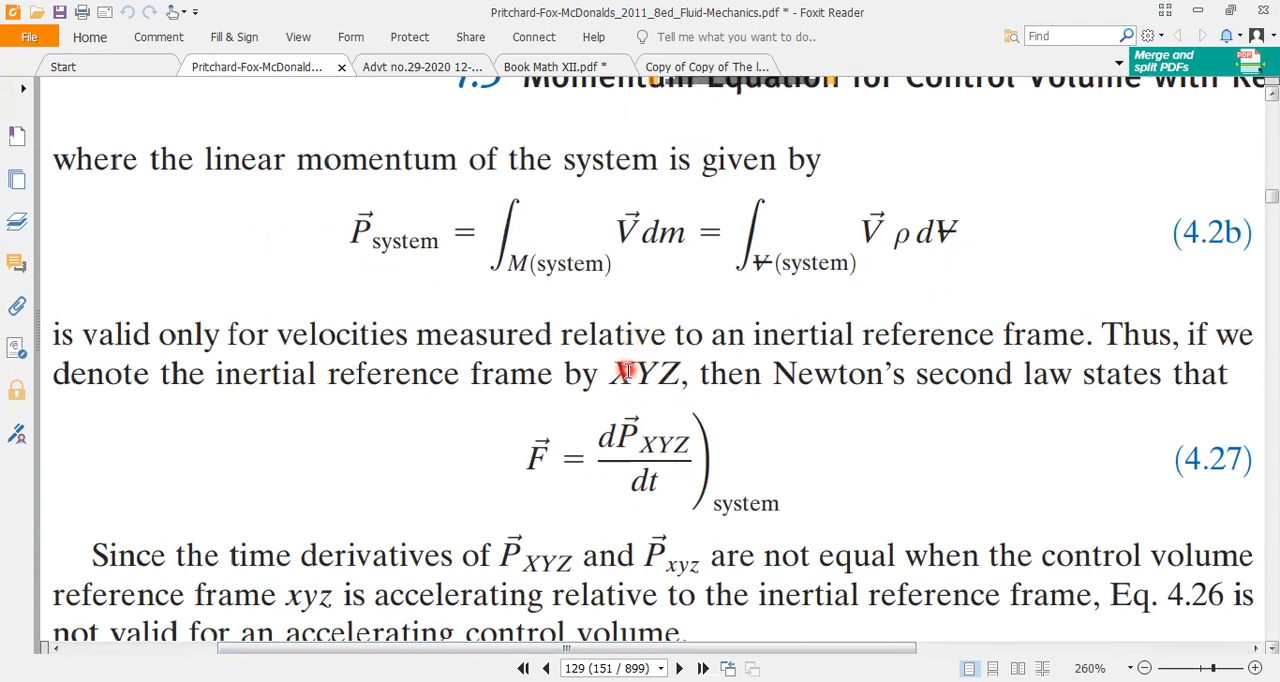 Pritchard-Fox-McDonalds_2011_8ed_Fluid-Mechanics.pdf * - Foxit Reader
File Home Comment Fill & Sign View Form Protect Share Connect Help Tell me what you want to do.. Find
Merge and split PDFs
Start Pritchard-Fox-McDonald... Advt no.29-2020 12-... Book Math XII.pdf * Copy of Copy of The l...
Momentum Equation for Control Volume with Re
where the linear momentum of the system is given by
P⃗system = ∫M(system) V⃗ dm = ∫V̶(system) V⃗ ρ dV̶ (4.2b)
is valid only for velocities measured relative to an inertial reference frame. Thus, if we
denote the inertial reference frame by XYZ, then Newton's second law states that
F⃗ = dP⃗XYZ/dt)system (4.27)
Since the time derivatives of P⃗XYZ and P⃗xyz are not equal when the control volume
reference frame xyz is accelerating relative to the inertial reference frame, Eq. 4.26 is
not valid for an accelerating control volume.
129 (151 / 899) 260%